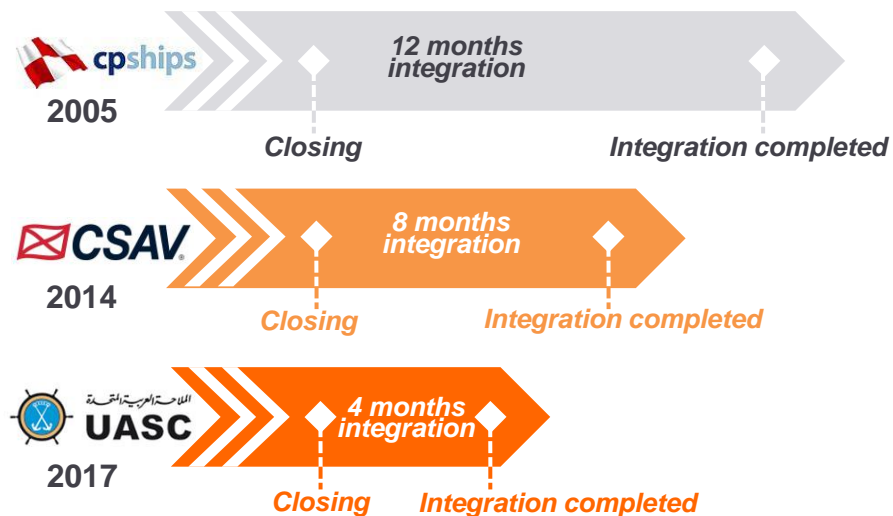 cpships
2005
12 months
integration
Closing
Integration completed
CSAV
2014
8 months
integration
Closing
Integration completed
الملاحة العربية المتحدة
UASC
2017
4 months
integration
Closing
Integration completed